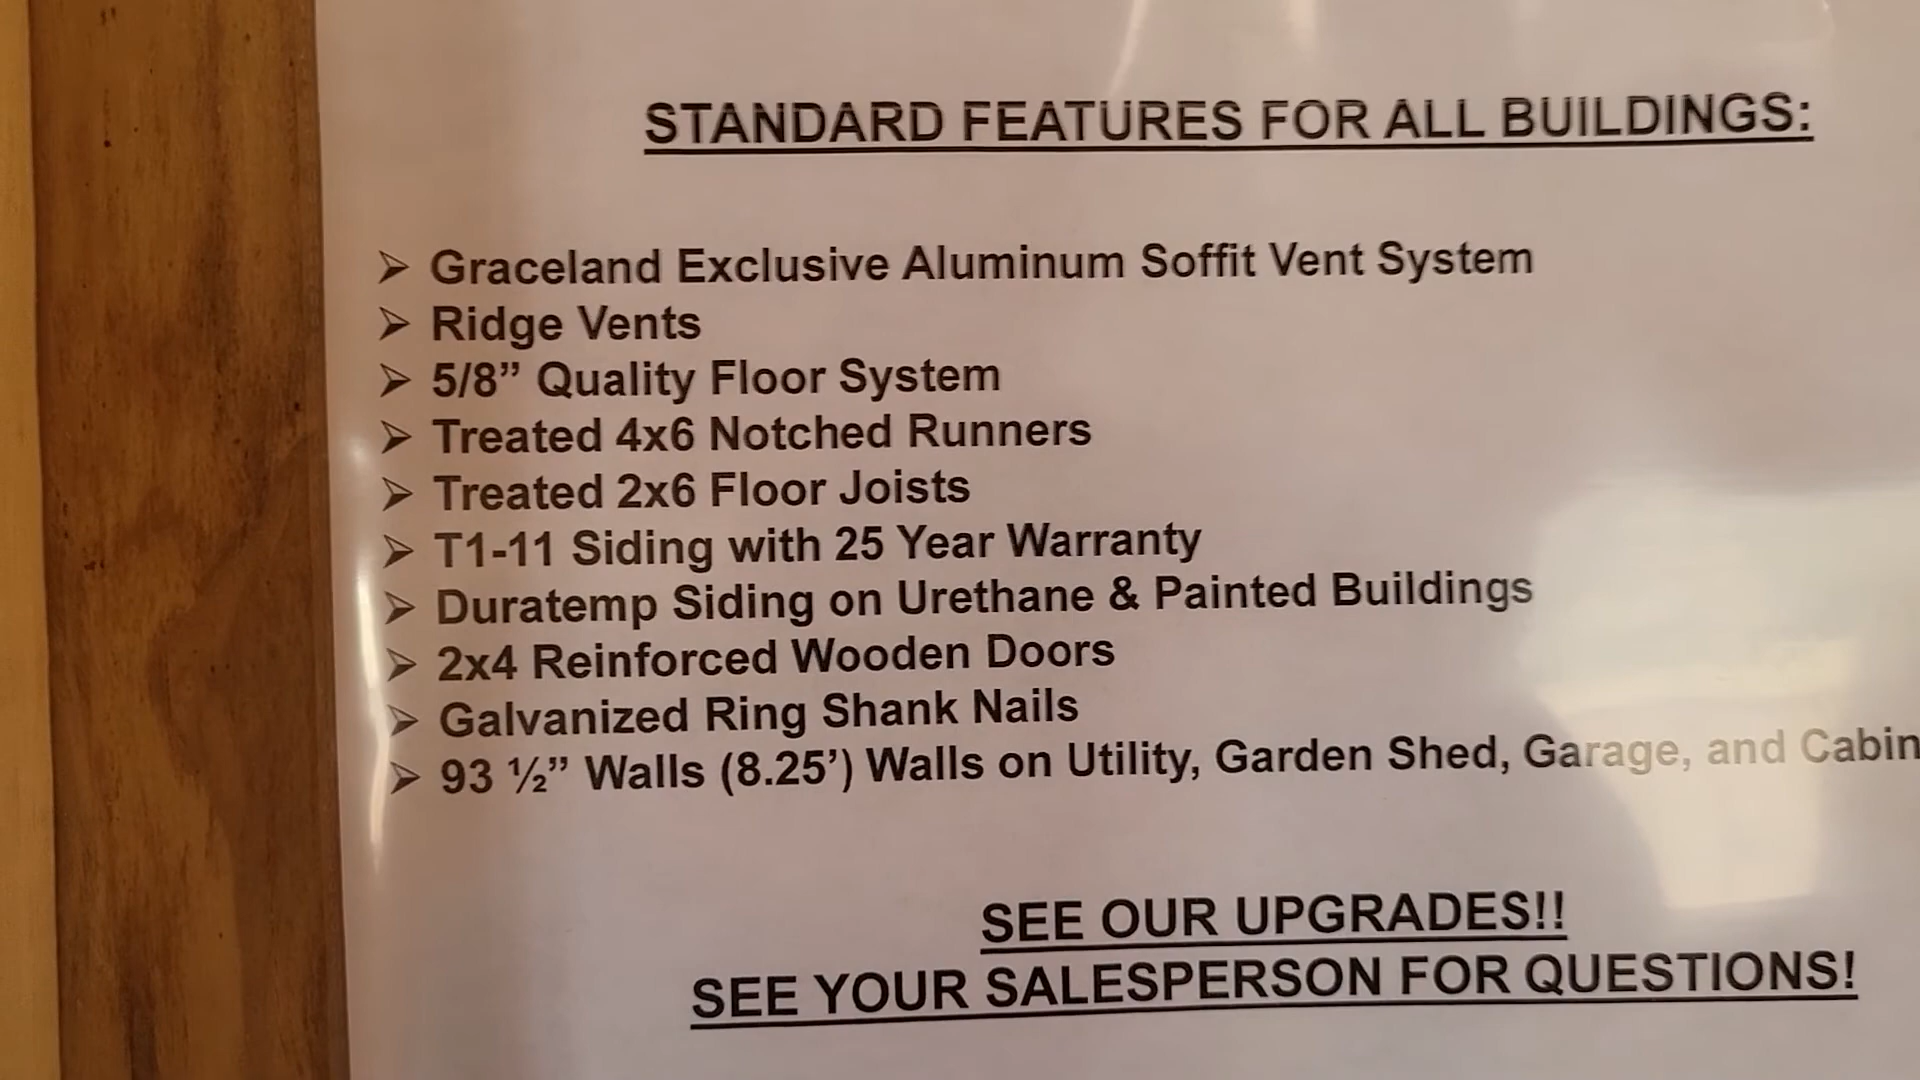 STANDARD FEATURES FOR ALL BUILDINGS:
➢ Graceland Exclusive Aluminum Soffit Vent System
➢ Ridge Vents
➢ 5/8” Quality Floor System
➢ Treated 4x6 Notched Runners
➢ Treated 2x6 Floor Joists
➢ T1-11 Siding with 25 Year Warranty
➢ Duratemp Siding on Urethane & Painted Buildings
➢ 2x4 Reinforced Wooden Doors
➢ Galvanized Ring Shank Nails
➢ 93 ½” Walls (8.25’) Walls on Utility, Garden Shed, Garage, and Cabin
SEE OUR UPGRADES!!
SEE YOUR SALESPERSON FOR QUESTIONS!